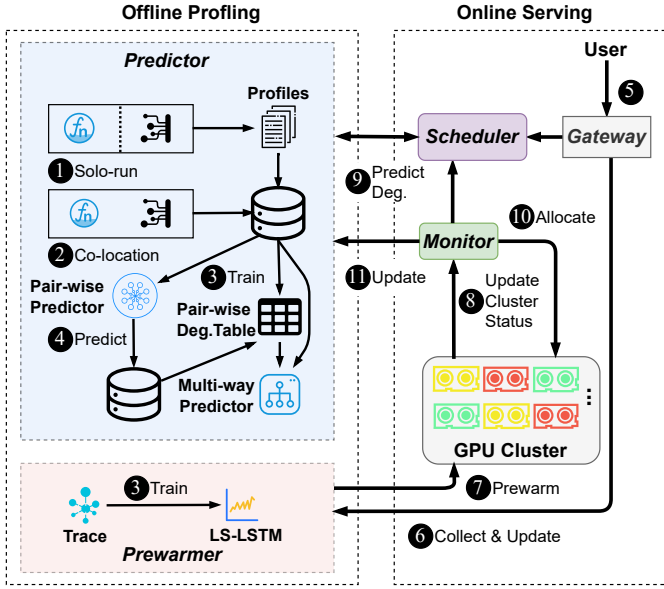 Offline Profling
Online Serving
Predictor
User
Profiles
5
fn
Scheduler
Gateway
1 Solo-run
9 Predict
Deg.
fn
10 Allocate
Monitor
2 Co-location
3 Train
11 Update
Pair-wise
Predictor
8 Update
Cluster
Status
Pair-wise
Deg.Table
4 Predict
Multi-way
Predictor
GPU Cluster
3 Train
7 Prewarm
Trace
LS-LSTM
6 Collect & Update
Prewarmer